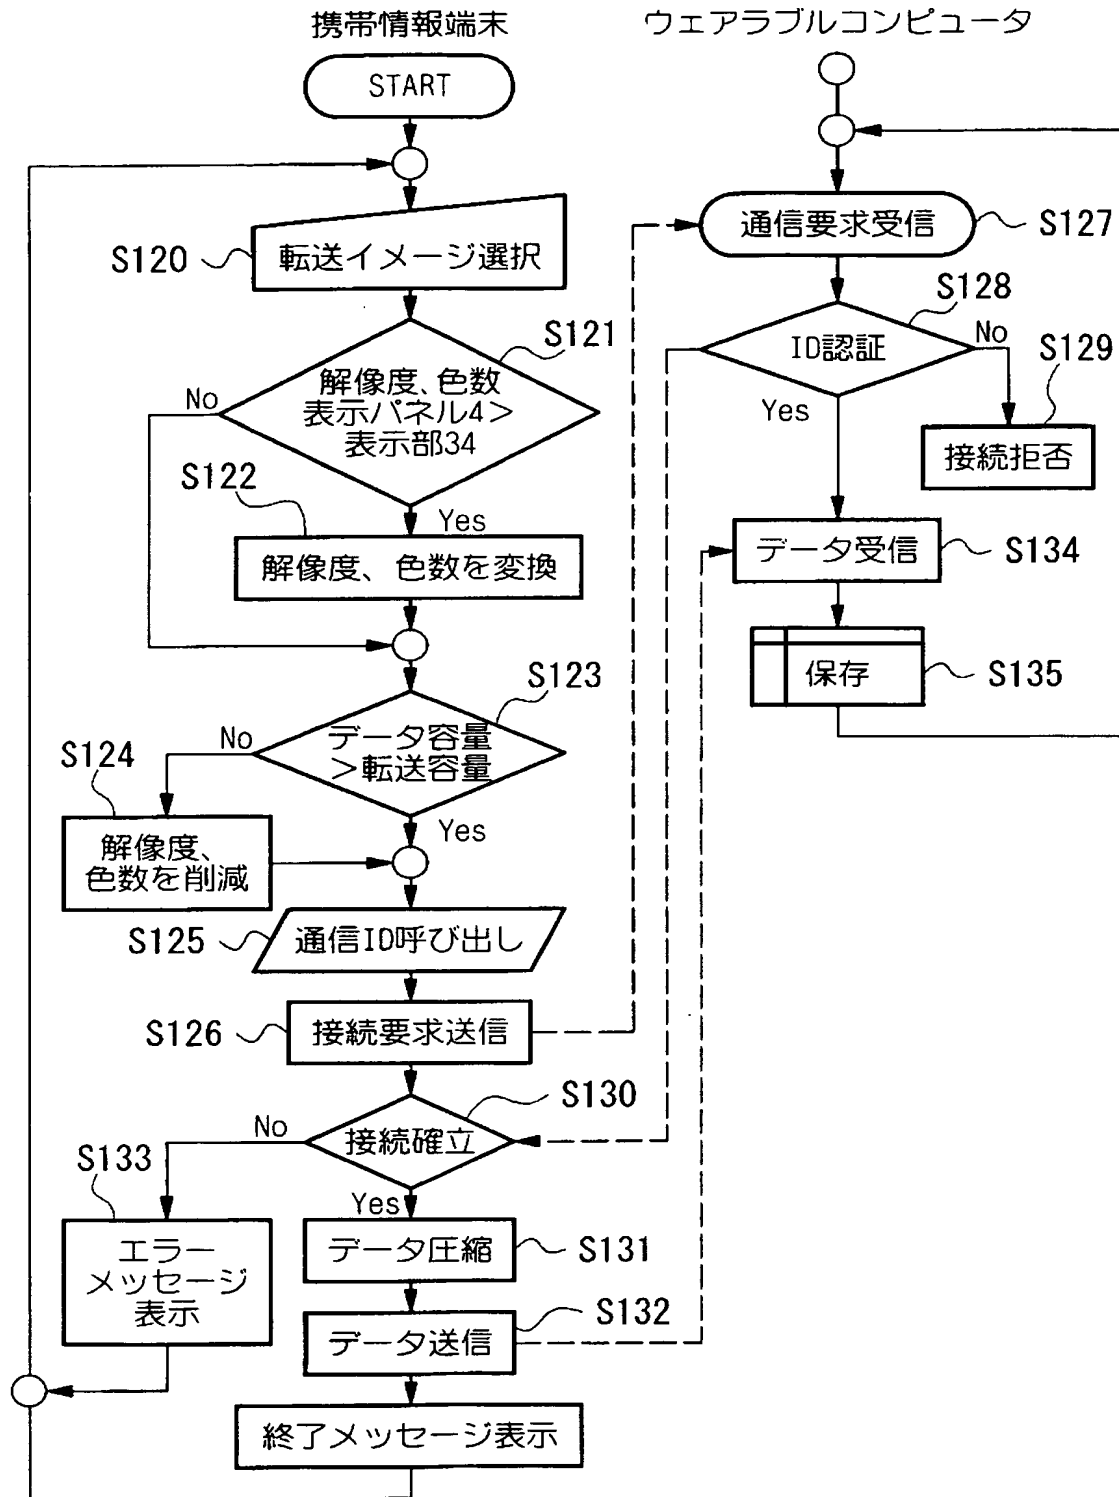 携帯情報端末
START
S120
転送イメージ選択
S121
解像度、色数
表示パネル4>
表示部34
No
Yes
S122
解像度、色数を変換
S123
データ容量
>転送容量
No
Yes
S124
解像度、
色数を削減
S125
通信ID呼び出し
S126
接続要求送信
S130
接続確立
No
Yes
S133
エラー
メッセージ
表示
データ圧縮
S131
データ送信
S132
終了メッセージ表示
ウェアラブルコンピュータ
通信要求受信
S127
S128
ID認証
No
Yes
S129
接続拒否
データ受信
S134
保存
S135